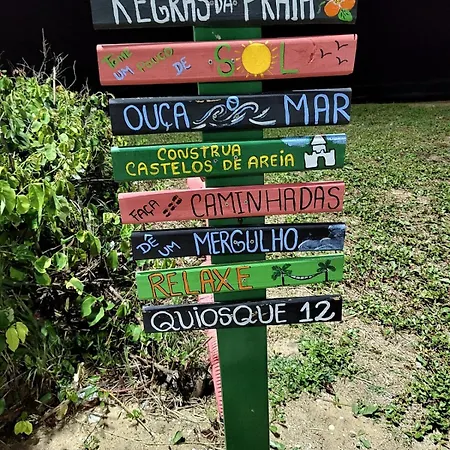 REGRAS DA PRAIA
TOME UM POUCO DE SOL
OUÇA O MAR
CONSTRUA
CASTELOS DE AREIA
FAÇA CAMINHADAS
DÊ UM MERGULHO
RELAXE
QUIOSQUE 12